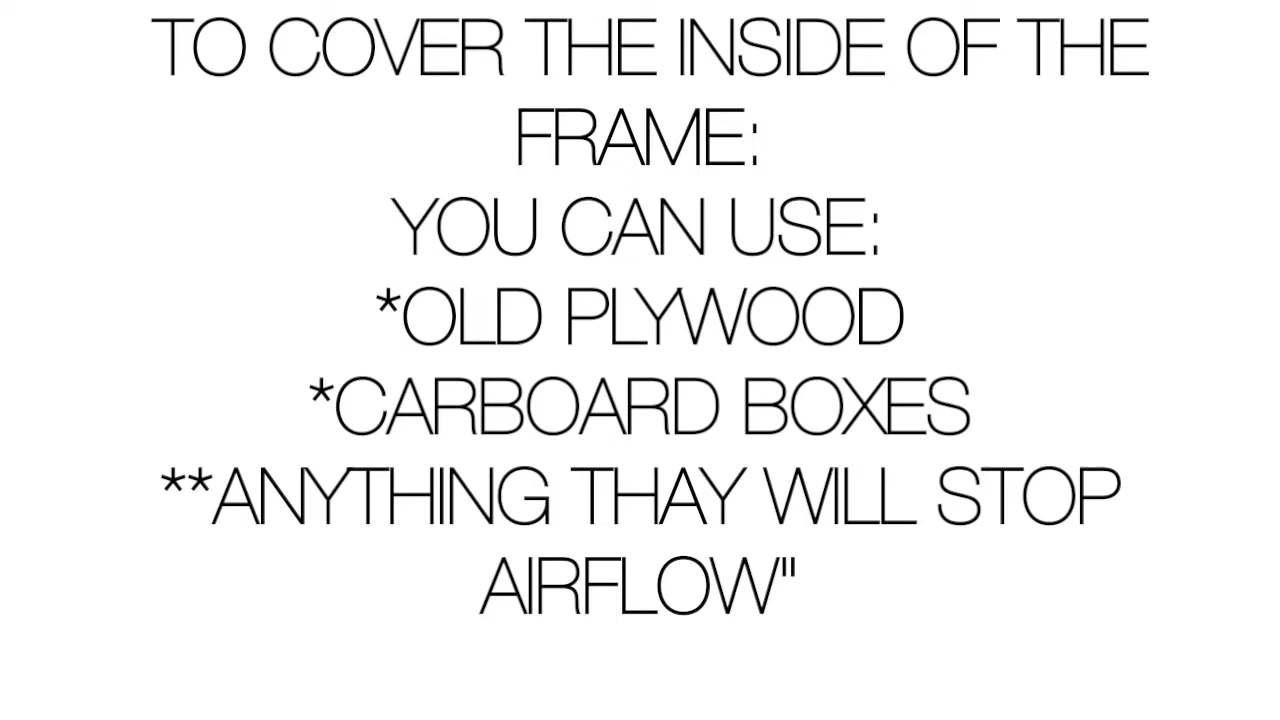 TO COVER THE INSIDE OF THE
FRAME:
YOU CAN USE:
*OLD PLYWOOD
*CARBOARD BOXES
**ANYTHING THAY WILL STOP
AIRFLOW"